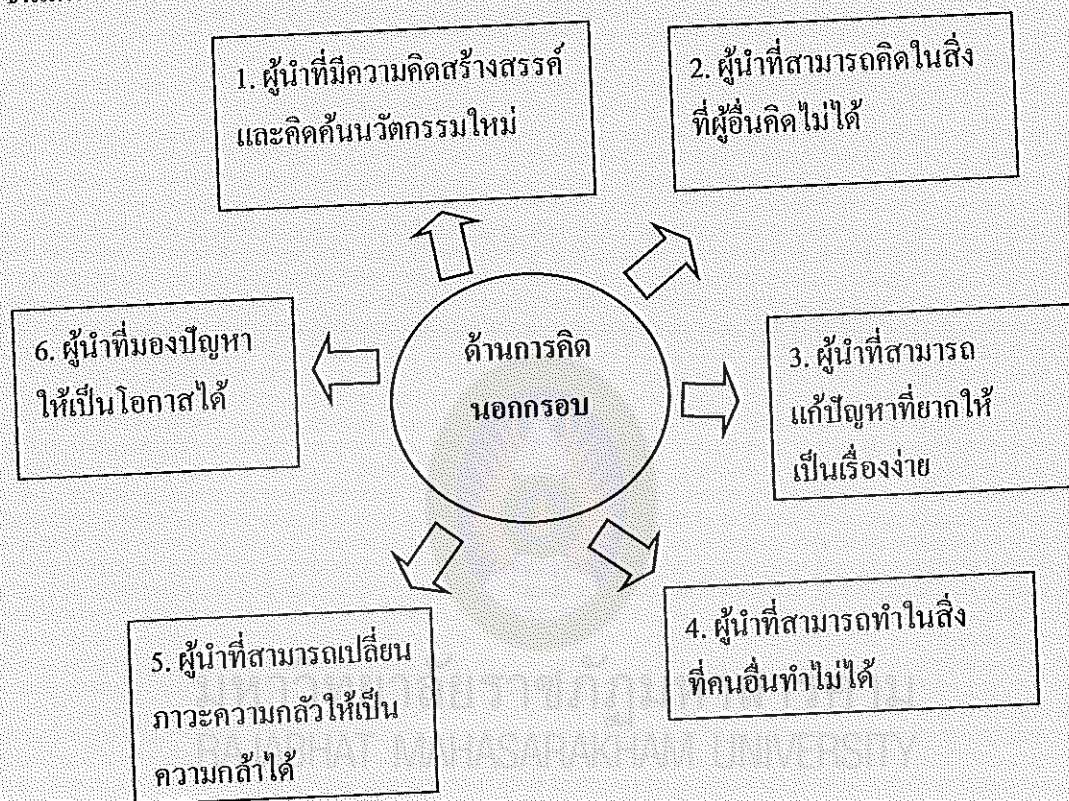 1. ผู้นำที่มีความคิดสร้างสรรค์
และคิดค้นนวัตกรรมใหม่
2. ผู้นำที่สามารถคิดในสิ่ง
ที่ผู้อื่นคิดไม่ได้
ด้านการคิด
นอกกรอบ
3. ผู้นำที่สามารถ
แก้ปัญหาที่ยากให้
เป็นเรื่องง่าย
4. ผู้นำที่สามารถทำในสิ่ง
ที่คนอื่นทำไม่ได้
5. ผู้นำที่สามารถเปลี่ยน
ภาวะความกลัวให้เป็น
ความกล้าได้
6. ผู้นำที่มองปัญหา
ให้เป็นโอกาสได้
MAHASARAKHAM UNIVERSITY